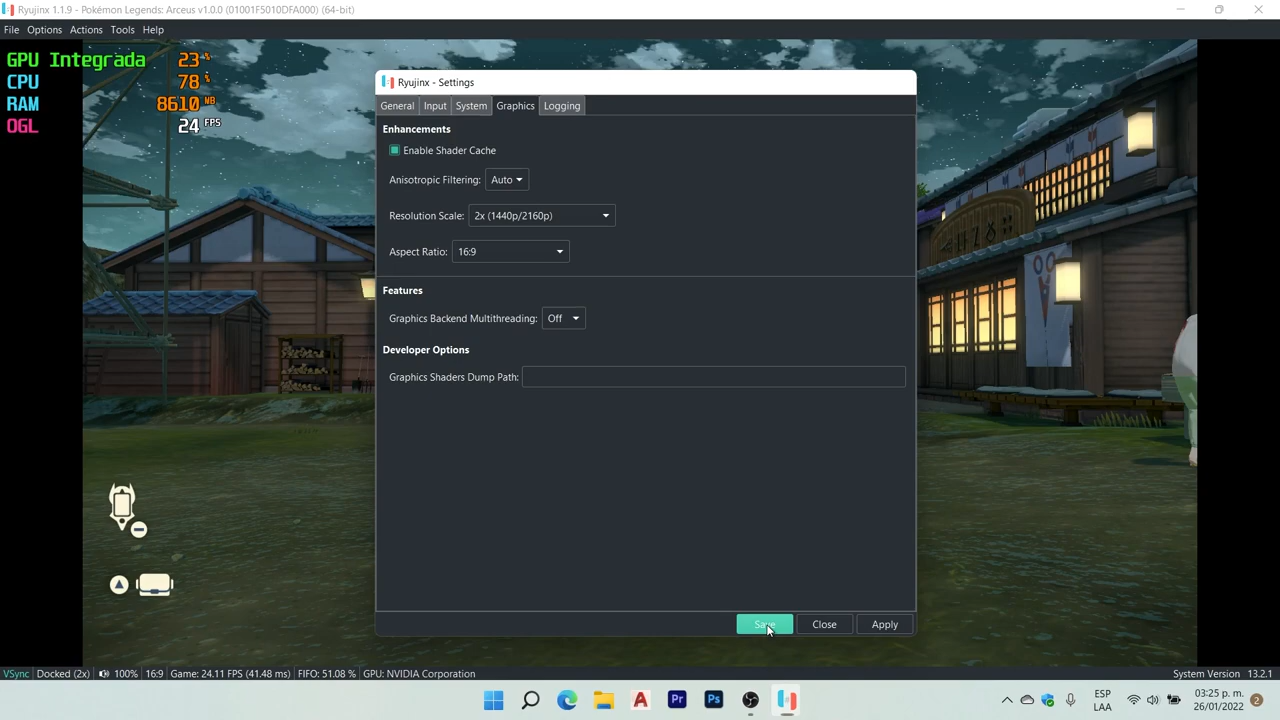 Ryujinx 1.1.9 - Pokémon Legends: Arceus v1.0.0 (01001F5010DFA000) (64-bit)
File Options Actions Tools Help
GPU Integrada 23 %
CPU 78
RAM 8610 MB
OGL 24 FPS
Ryujinx - Settings
General Input System Graphics Logging
Enhancements
Enable Shader Cache
Anisotropic Filtering: Auto
Resolution Scale: 2x (1440p/2160p)
Aspect Ratio: 16:9
Features
Graphics Backend Multithreading: Off
Developer Options
Graphics Shaders Dump Path:
Save Close Apply
VSync Docked (2x) 100% 16:9 Game: 24.11 FPS (41.48 ms) FIFO: 51.08 % GPU: NVIDIA Corporation System Version 13.2.1
A Pr Ps
ESP
LAA
03:25 p. m.
26/01/2022
2